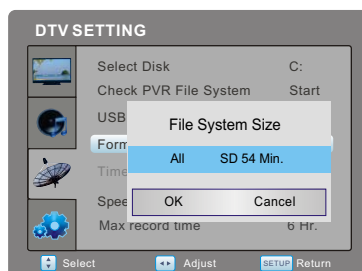 DTV SETTING
Select Disk C:
Check PVR File System Start
USB
File System Size
Form
All SD 54 Min.
Time
Spee
OK Cancel
Max record time 6 Hr.
Select Adjust SETUP Return